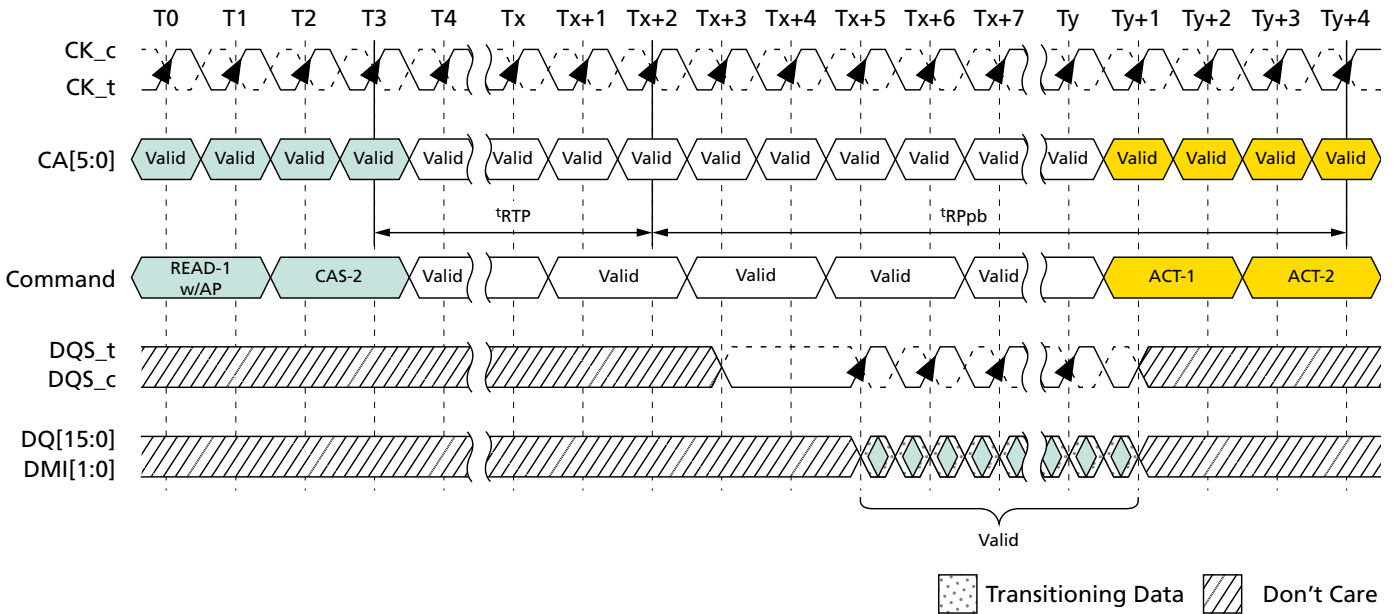 T0 T1 T2 T3 T4 Tx Tx+1 Tx+2 Tx+3 Tx+4 Tx+5 Tx+6 Tx+7 Ty Ty+1 Ty+2 Ty+3 Ty+4
CK_c
CK_t
CA[5:0] Valid Valid Valid Valid Valid Valid Valid Valid Valid Valid Valid Valid Valid Valid Valid Valid Valid Valid
tRTP tRPpb
Command READ-1 w/AP CAS-2 Valid Valid Valid Valid Valid ACT-1 ACT-2
DQS_t
DQS_c
DQ[15:0]
DMI[1:0]
Valid
Transitioning Data Don't Care